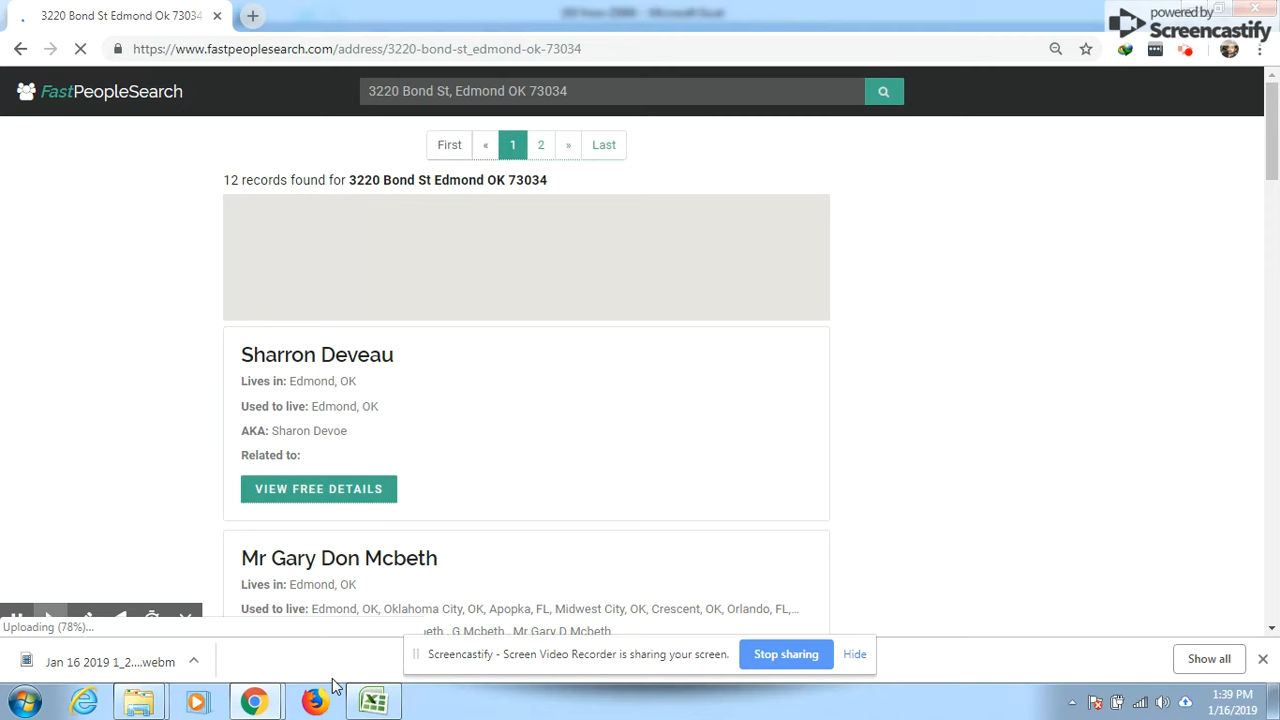 3220 Bond St Edmond Ok 73034
powered by
Screencastify
https://www.fastpeoplesearch.com/address/3220-bond-st_edmond-ok-73034
FastPeopleSearch
3220 Bond St, Edmond OK 73034
First « 1 2 » Last
12 records found for 3220 Bond St Edmond OK 73034
Sharron Deveau
Lives in: Edmond, OK
Used to live: Edmond, OK
AKA: Sharon Devoe
Related to:
VIEW FREE DETAILS
Mr Gary Don Mcbeth
Lives in: Edmond, OK
Used to live: Edmond, OK, Oklahoma City, OK, Apopka, FL, Midwest City, OK, Crescent, OK, Orlando, FL,...
G Mcbeth , Mr Gary D Mcbeth
Uploading (78%)...
Jan 16 2019 1_2....webm
Screencastify - Screen Video Recorder is sharing your screen.
Stop sharing
Hide
Show all
1:39 PM
1/16/2019